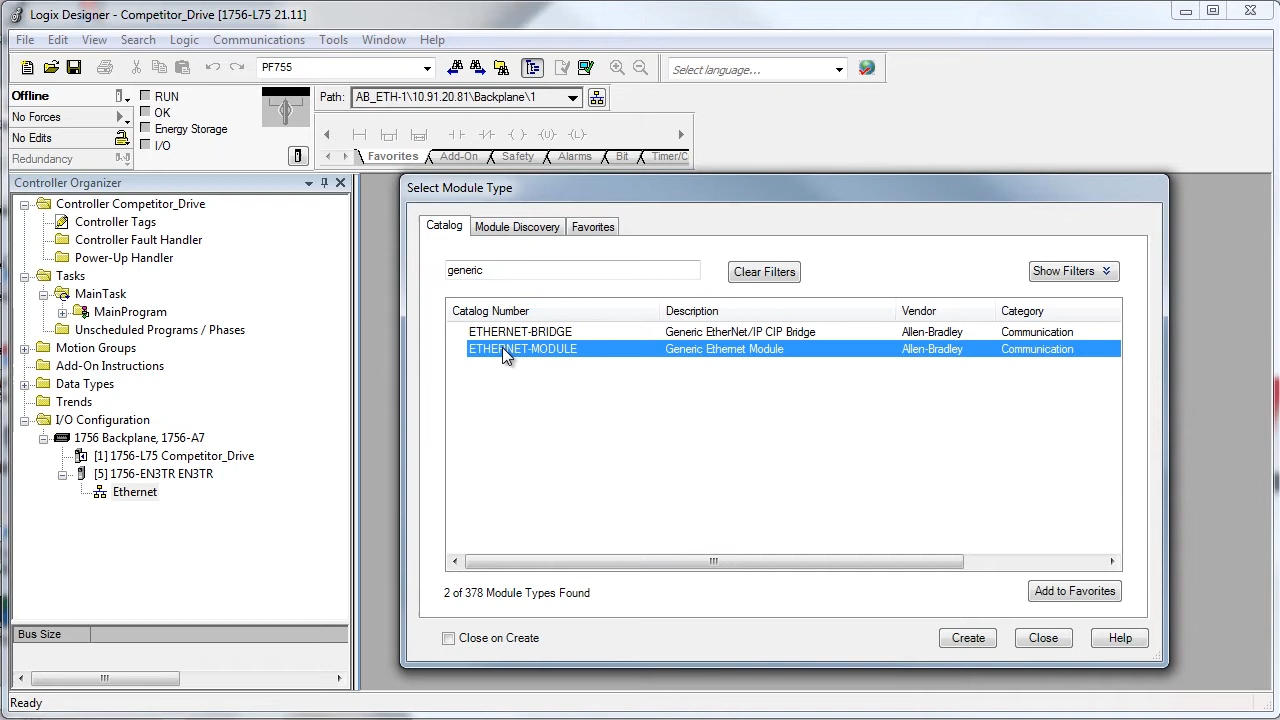 Logix Designer - Competitor_Drive [1756-L75 21.11]
File Edit View Search Logic Communications Tools Window Help
PF755
Select language...
Offline
RUN
No Forces
OK
No Edits
Energy Storage
Redundancy
I/O
Path: AB_ETH-1\10.91.20.81\Backplane\1
Favorites Add-On Safety Alarms Bit Timer/C
Controller Organizer
Controller Competitor_Drive
Controller Tags
Controller Fault Handler
Power-Up Handler
Tasks
MainTask
MainProgram
Unscheduled Programs / Phases
Motion Groups
Add-On Instructions
Data Types
Trends
I/O Configuration
1756 Backplane, 1756-A7
[1] 1756-L75 Competitor_Drive
[5] 1756-EN3TR EN3TR
Ethernet
Bus Size
Ready
Select Module Type
Catalog Module Discovery Favorites
generic
Clear Filters
Show Filters
Catalog Number Description Vendor Category
ETHERNET-BRIDGE Generic EtherNet/IP CIP Bridge Allen-Bradley Communication
ETHERNET-MODULE Generic Ethernet Module Allen-Bradley Communication
2 of 378 Module Types Found
Add to Favorites
Close on Create
Create Close Help